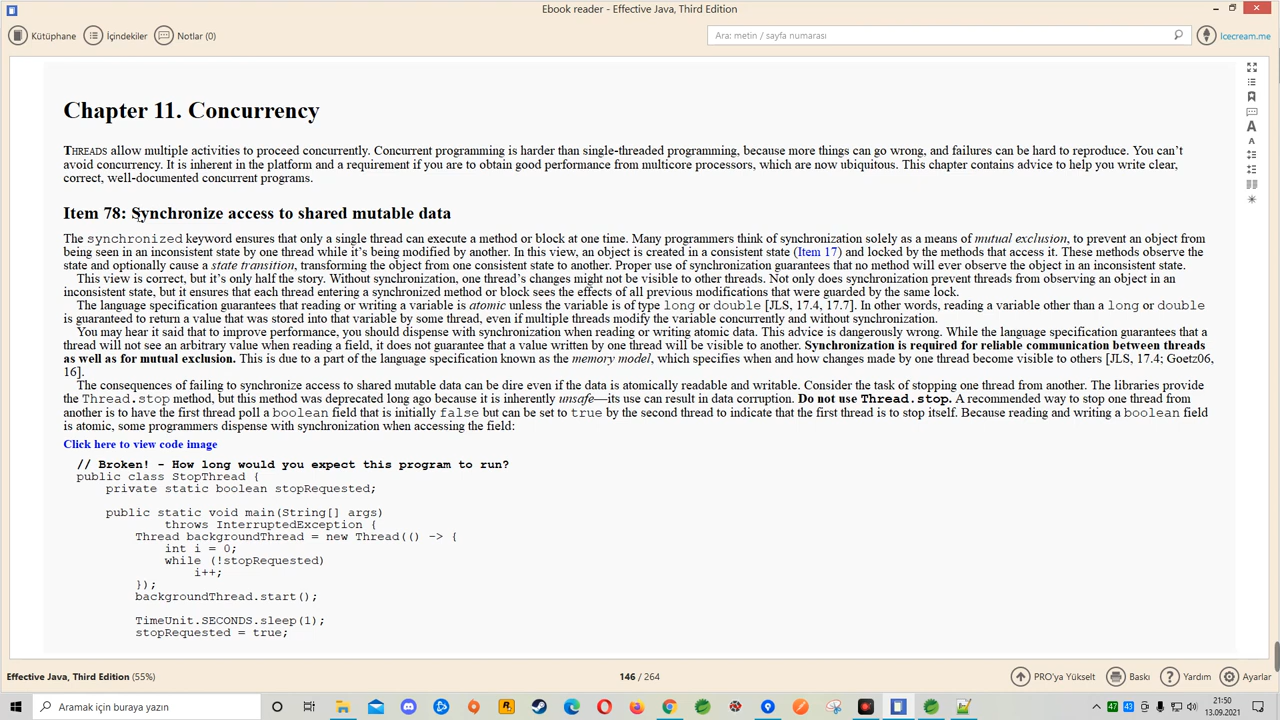 Ebook reader - Effective Java, Third Edition
Kütüphane İçindekiler Notlar (0) Ara: metin / sayfa numarası Icecream.me
Chapter 11. Concurrency
THREADS allow multiple activities to proceed concurrently. Concurrent programming is harder than single-threaded programming, because more things can go wrong, and failures can be hard to reproduce. You can't
avoid concurrency. It is inherent in the platform and a requirement if you are to obtain good performance from multicore processors, which are now ubiquitous. This chapter contains advice to help you write clear,
correct, well-documented concurrent programs.
Item 78: Synchronize access to shared mutable data
The synchronized keyword ensures that only a single thread can execute a method or block at one time. Many programmers think of synchronization solely as a means of mutual exclusion, to prevent an object from
being seen in an inconsistent state by one thread while it's being modified by another. In this view, an object is created in a consistent state (Item 17) and locked by the methods that access it. These methods observe the
state and optionally cause a state transition, transforming the object from one consistent state to another. Proper use of synchronization guarantees that no method will ever observe the object in an inconsistent state.
This view is correct, but it's only half the story. Without synchronization, one thread's changes might not be visible to other threads. Not only does synchronization prevent threads from observing an object in an
inconsistent state, but it ensures that each thread entering a synchronized method or block sees the effects of all previous modifications that were guarded by the same lock.
The language specification guarantees that reading or writing a variable is atomic unless the variable is of type long or double [JLS, 17.4, 17.7]. In other words, reading a variable other than a long or double
is guaranteed to return a value that was stored into that variable by some thread, even if multiple threads modify the variable concurrently and without synchronization.
You may hear it said that to improve performance, you should dispense with synchronization when reading or writing atomic data. This advice is dangerously wrong. While the language specification guarantees that a
thread will not see an arbitrary value when reading a field, it does not guarantee that a value written by one thread will be visible to another. Synchronization is required for reliable communication between threads
as well as for mutual exclusion. This is due to a part of the language specification known as the memory model, which specifies when and how changes made by one thread become visible to others [JLS, 17.4; Goetz06,
16].
The consequences of failing to synchronize access to shared mutable data can be dire even if the data is atomically readable and writable. Consider the task of stopping one thread from another. The libraries provide
the Thread.stop method, but this method was deprecated long ago because it is inherently unsafe—its use can result in data corruption. Do not use Thread.stop. A recommended way to stop one thread from
another is to have the first thread poll a boolean field that is initially false but can be set to true by the second thread to indicate that the first thread is to stop itself. Because reading and writing a boolean field
is atomic, some programmers dispense with synchronization when accessing the field:
Click here to view code image
// Broken! - How long would you expect this program to run?
public class StopThread {
private static boolean stopRequested;
public static void main(String[] args)
throws InterruptedException {
Thread backgroundThread = new Thread(() -> {
int i = 0;
while (!stopRequested)
i++;
});
backgroundThread.start();
TimeUnit.SECONDS.sleep(1);
stopRequested = true;
Effective Java, Third Edition (55%) 146 / 264 PRO'ya Yükselt Baskı Yardım Ayarlar
Aramak için buraya yazın 47 43 21:50
13.09.2021